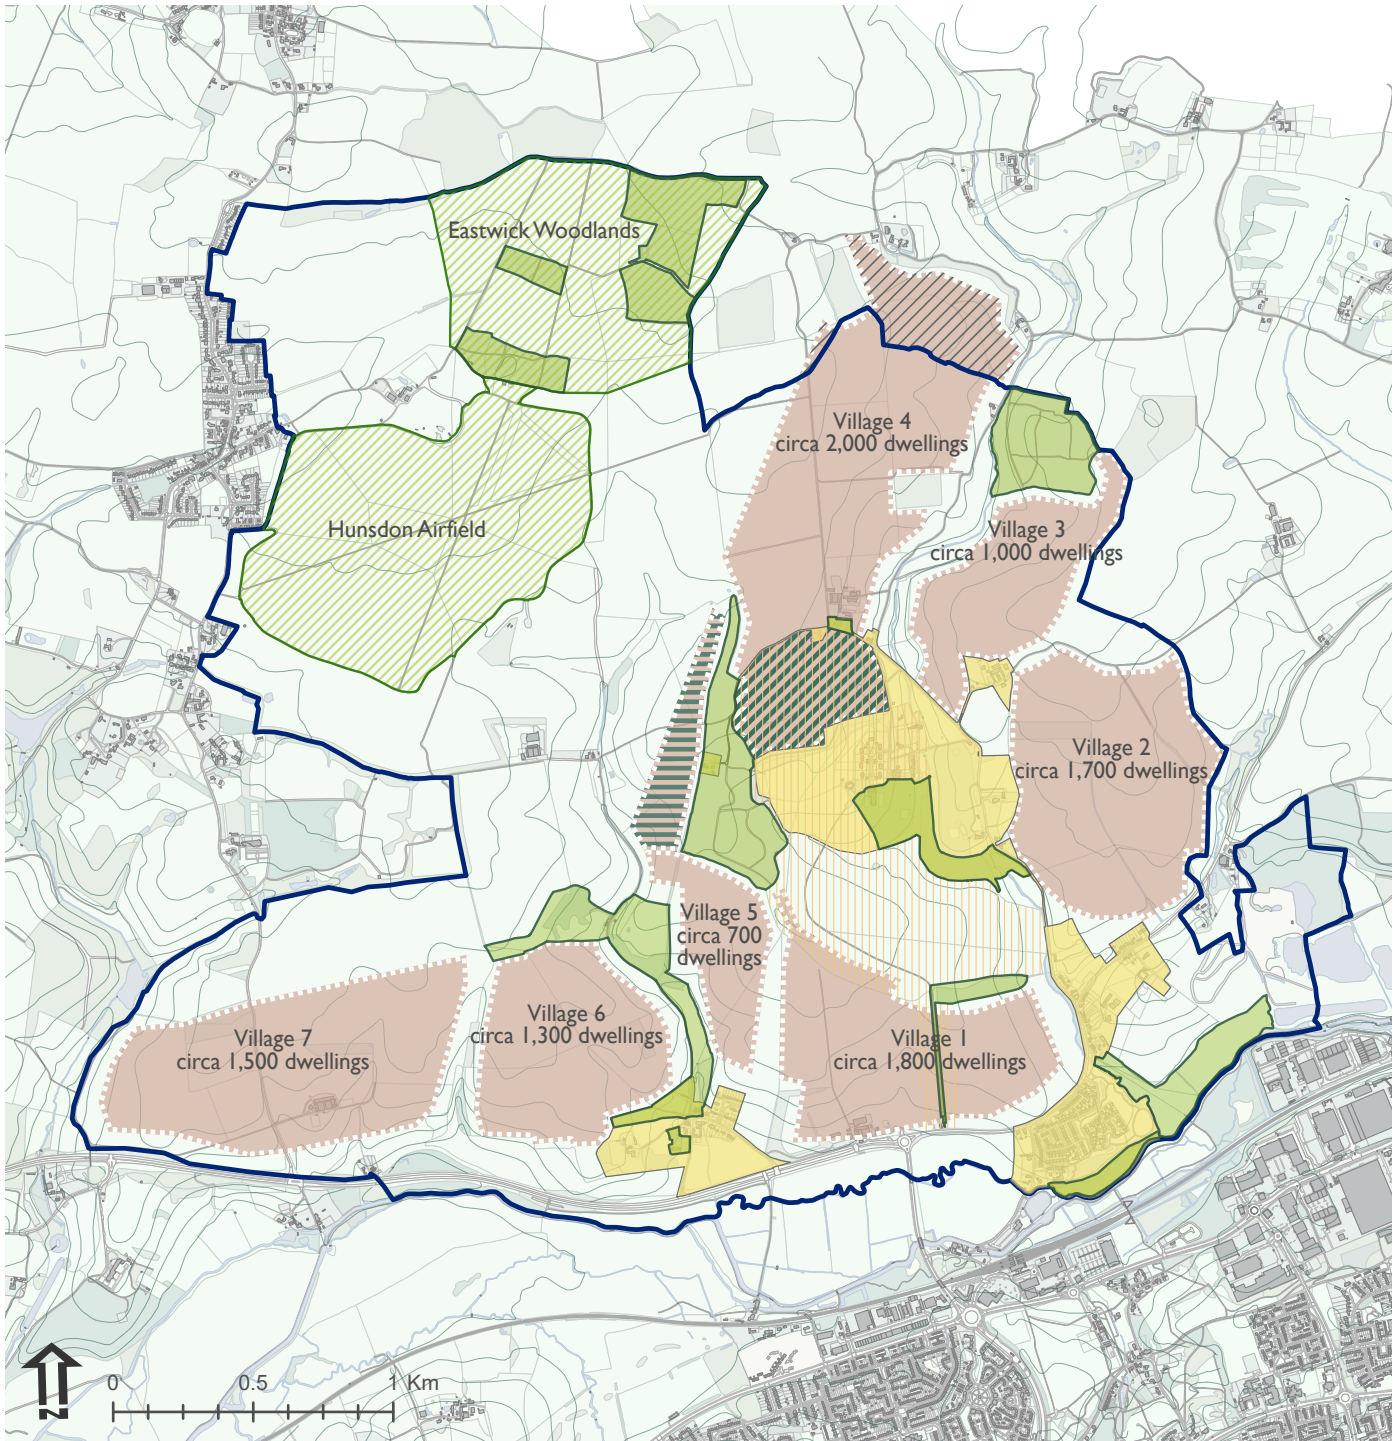 Eastwick Woodlands
Village 4
circa 2,000 dwellings
Hunsdon Airfield
Village 3
circa 1,000 dwellings
Village 2
circa 1,700 dwellings
Village 5
circa 700
dwellings
Village 6
circa 1,300 dwellings
Village 7
circa 1,500 dwellings
Village 1
circa 1,800 dwellings
0 0.5 1 Km
N